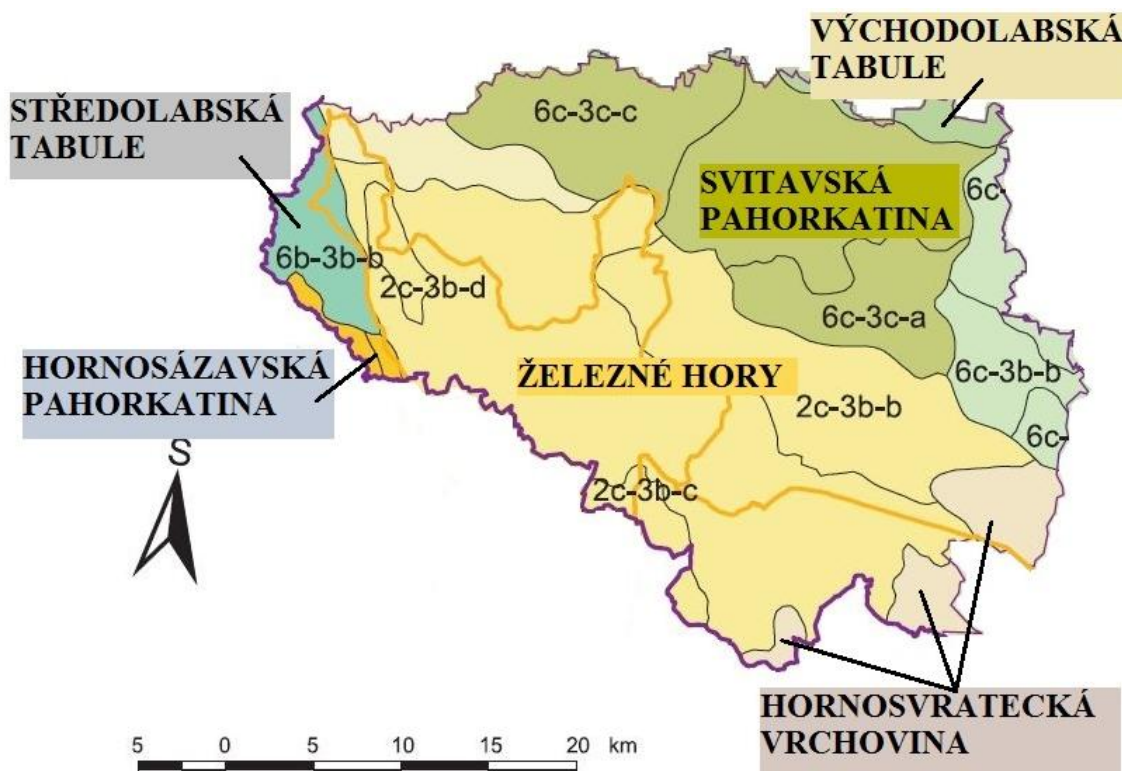 VÝCHODOLABSKÁ
TABULE
STŘEDOLABSKÁ
TABULE
6c-3c-c
SVITAVSKÁ
PAHORKATINA
6c-
6b-3b-b
2c-3b-d
6c-3c-a
HORNOSÁZAVSKÁ
PAHORKATINA
ŽELEZNÉ HORY
6c-3b-b
2c-3b-b
6c-
S
2c-3b-c
HORNOSVRATECKÁ
VRCHOVINA
5 0 5 10 15 20 km